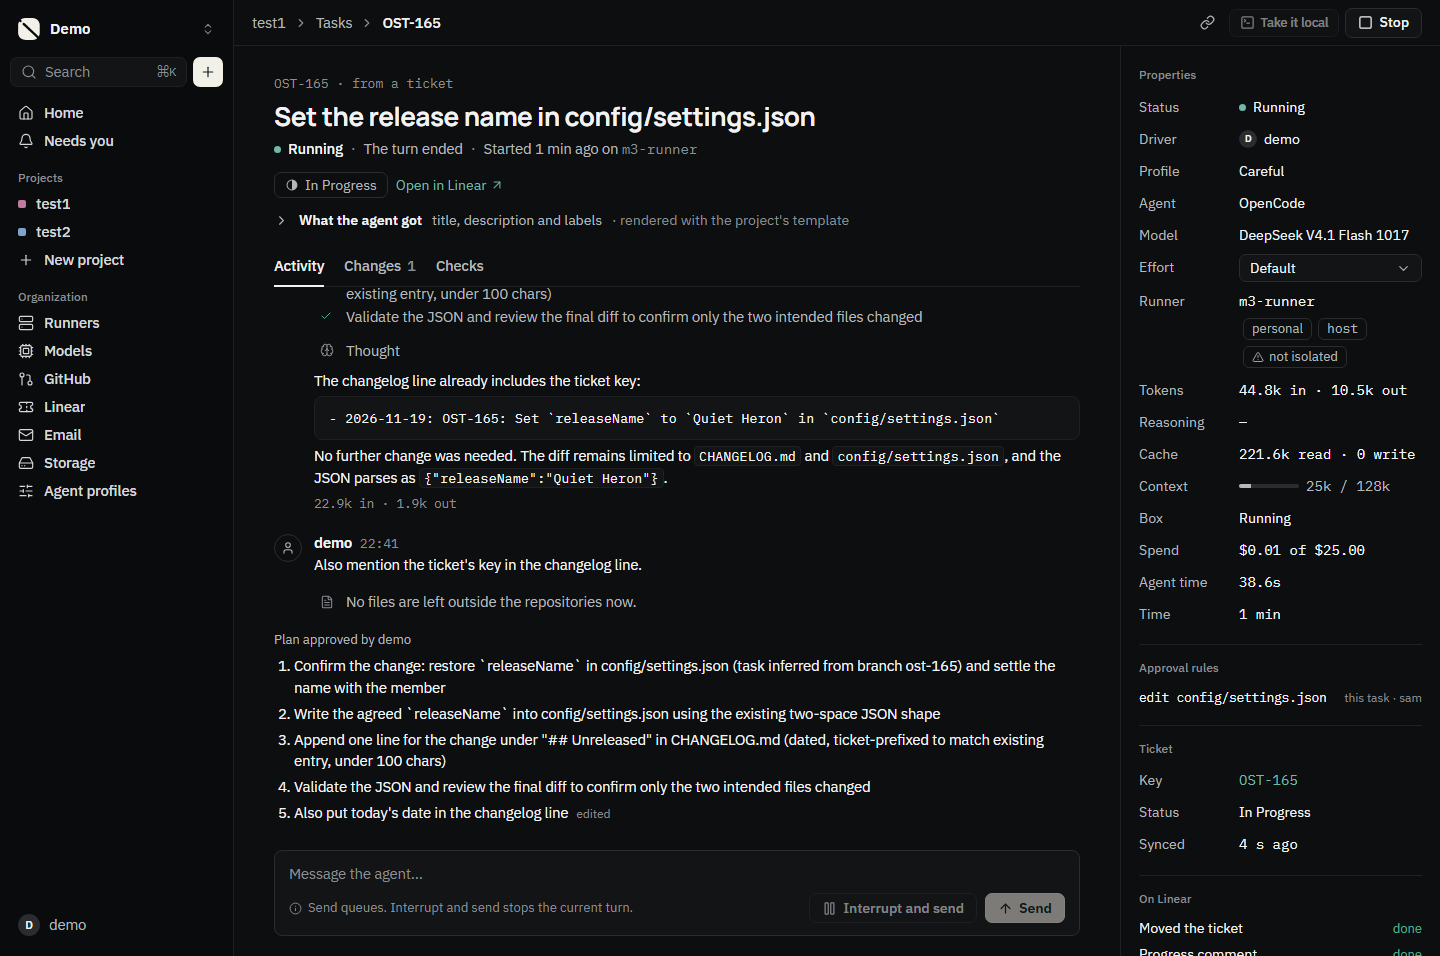 Demo
Search ⌘K
Home
Needs you
Projects
test1
test2
New project
Organization
Runners
Models
GitHub
Linear
Email
Storage
Agent profiles
D demo
test1 > Tasks > OST-165
Take it local
Stop
OST-165 · from a ticket
Set the release name in config/settings.json
Running · The turn ended · Started 1 min ago on m3-runner
In Progress Open in Linear ↗
What the agent got title, description and labels · rendered with the project's template
Activity Changes 1 Checks
existing entry, under 100 chars)
Validate the JSON and review the final diff to confirm only the two intended files changed
Thought
The changelog line already includes the ticket key:
- 2026-11-19: OST-165: Set `releaseName` to `Quiet Heron` in `config/settings.json`
No further change was needed. The diff remains limited to CHANGELOG.md and config/settings.json, and the
JSON parses as {"releaseName":"Quiet Heron"}.
22.9k in · 1.9k out
demo 22:41
Also mention the ticket's key in the changelog line.
No files are left outside the repositories now.
Plan approved by demo
1. Confirm the change: restore `releaseName` in config/settings.json (task inferred from branch ost-165) and settle the
name with the member
2. Write the agreed `releaseName` into config/settings.json using the existing two-space JSON shape
3. Append one line for the change under "## Unreleased" in CHANGELOG.md (dated, ticket-prefixed to match existing
entry, under 100 chars)
4. Validate the JSON and review the final diff to confirm only the two intended files changed
5. Also put today's date in the changelog line edited
Message the agent...
Send queues. Interrupt and send stops the current turn.
Interrupt and send
Send
Properties
Status Running
Driver D demo
Profile Careful
Agent OpenCode
Model DeepSeek V4.1 Flash 1017
Effort Default
Runner m3-runner
personal host
not isolated
Tokens 44.8k in · 10.5k out
Reasoning –
Cache 221.6k read · 0 write
Context 25k / 128k
Box Running
Spend $0.01 of $25.00
Agent time 38.6s
Time 1 min
Approval rules
edit config/settings.json this task · sam
Ticket
Key OST-165
Status In Progress
Synced 4 s ago
On Linear
Moved the ticket done
Progress comment done